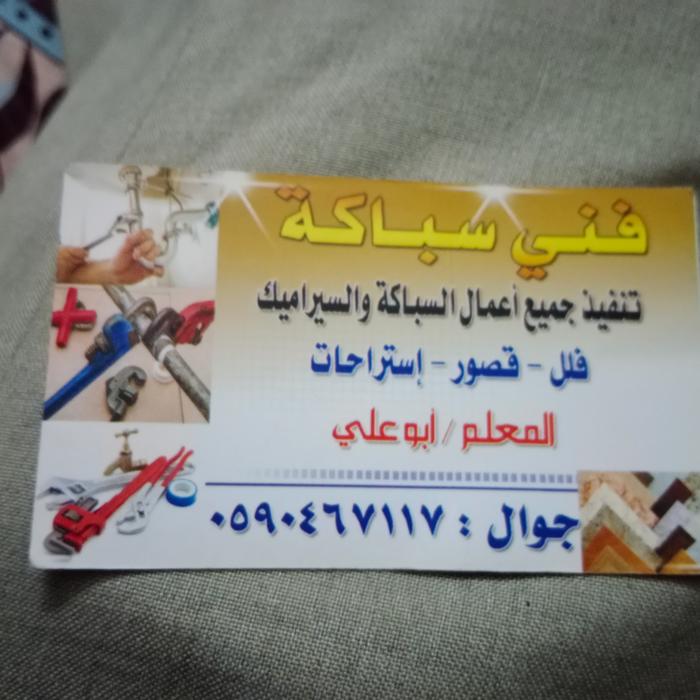 فني سباكة
تنفيذ جميع أعمال السباكة والسيراميك
فلل - قصور - إستراحات
المعلم / أبو علي
جوال : ٠٥٩٠٤٦٧١١٧